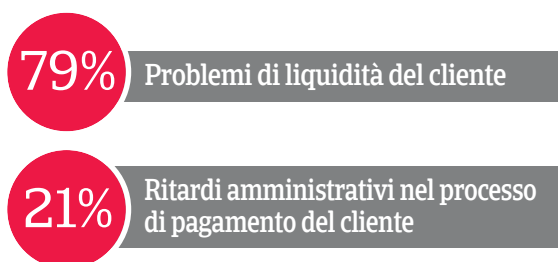 79%
Problemi di liquidità del cliente
21%
Ritardi amministrativi nel processo
di pagamento del cliente